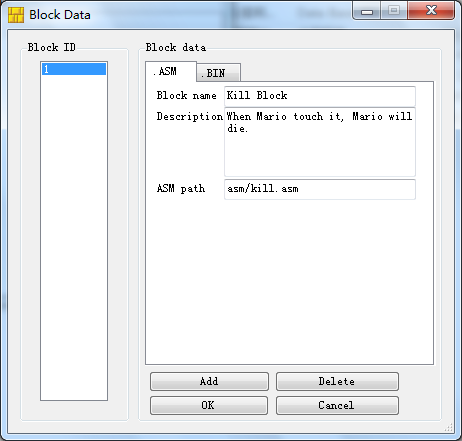 Block Data
Block ID
1
Block data
.ASM
.BIN
Block name
Kill Block
Description
When Mario touch it, Mario will
die.
ASM path
asm/kill.asm
Add
Delete
OK
Cancel